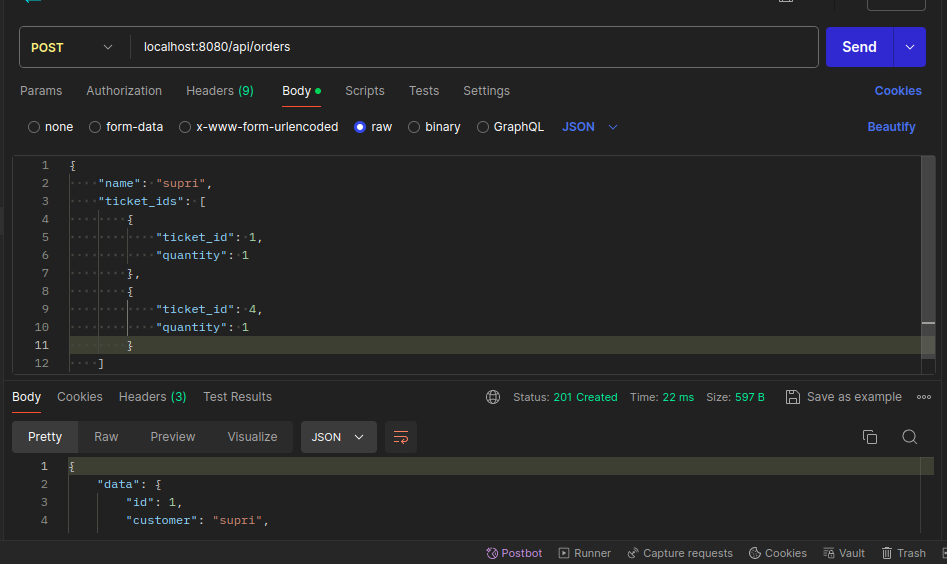 POST localhost:8080/api/orders Send
Params Authorization Headers (9) Body Scripts Tests Settings Cookies
none form-data x-www-form-urlencoded raw binary GraphQL JSON Beautify
1 {
2 "name": "supri",
3 "ticket_ids": [
4 {
5 "ticket_id": 1,
6 "quantity": 1
7 },
8 {
9 "ticket_id": 4,
10 "quantity": 1
11 }
12 ]
Body Cookies Headers (3) Test Results Status: 201 Created Time: 22 ms Size: 597 B Save as example
Pretty Raw Preview Visualize JSON
1 {
2 "data": {
3 "id": 1,
4 "customer": "supri",
Postbot Runner Capture requests Cookies Vault Trash